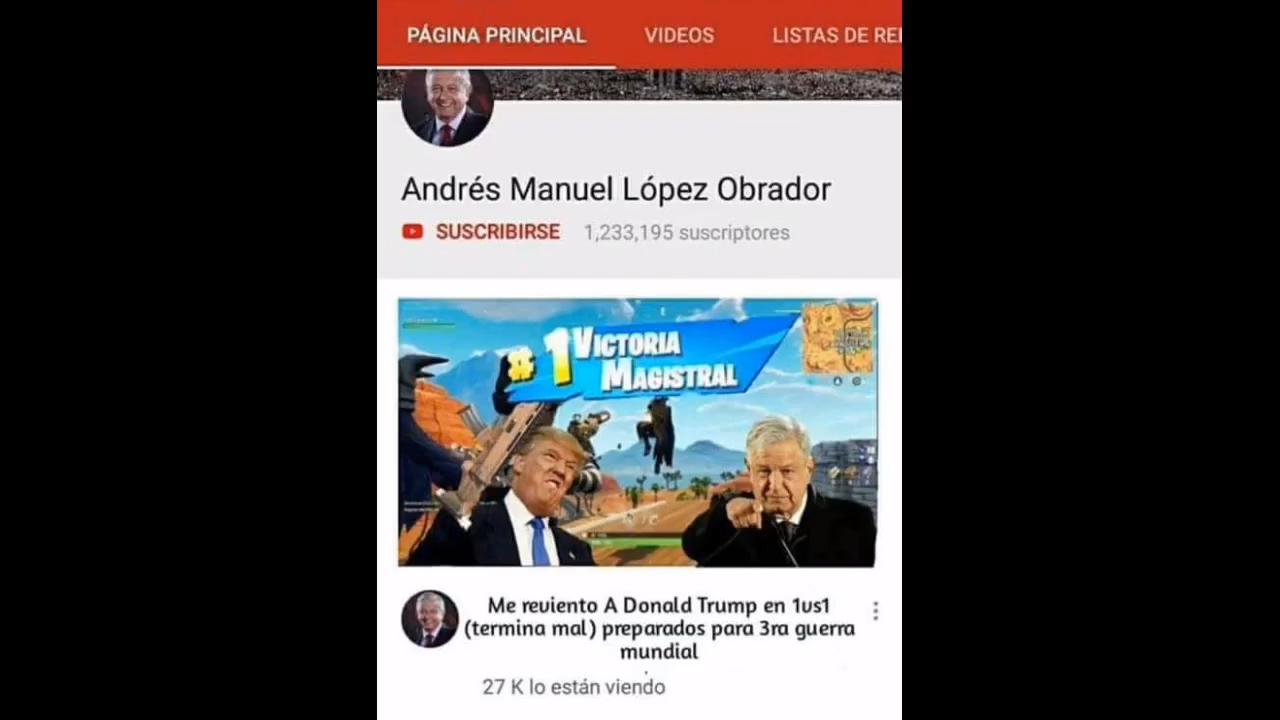 PÁGINA PRINCIPAL VIDEOS LISTAS DE RE
Andrés Manuel López Obrador
SUSCRIBIRSE 1,233,195 suscriptores
#1 VICTORIA
MAGISTRAL
Me reviento A Donald Trump en 1vs1
(termina mal) preparados para 3ra guerra
mundial
27 K lo están viendo